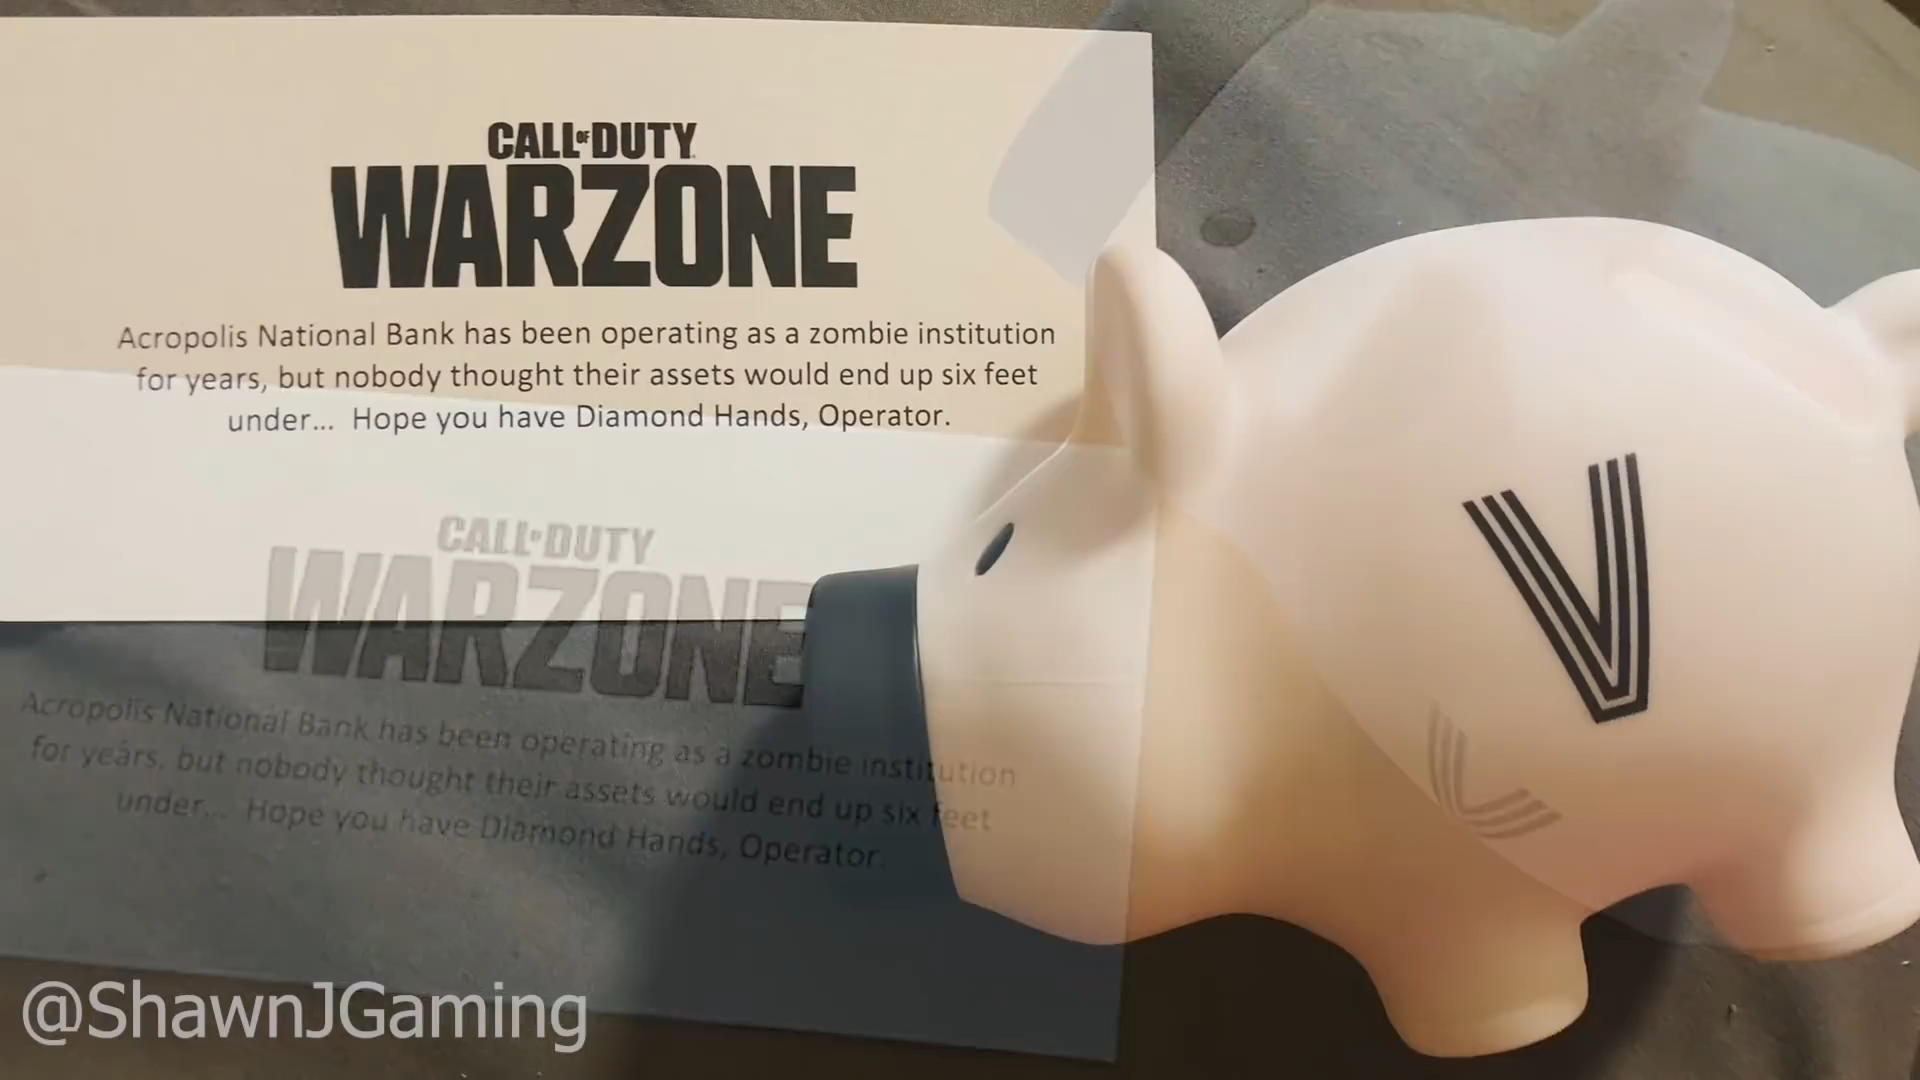 CALL OF DUTY
WARZONE
Acropolis National Bank has been operating as a zombie institution
for years, but nobody thought their assets would end up six feet
under... Hope you have Diamond Hands, Operator.
CALL OF DUTY
WARZONE
Acropolis National Bank has been operating as a zombie institution
for years, but nobody thought their assets would end up six feet
under... Hope you have Diamond Hands, Operator.
V
V
@ShawnJGaming